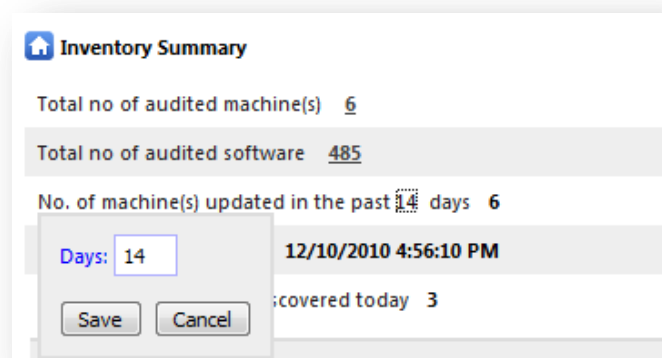 Inventory Summary
Total no of audited machine(s) 6
Total no of audited software 485
No. of machine(s) updated in the past 14 days 6
Days: 14
12/10/2010 4:56:10 PM
scovered today 3
Save Cancel